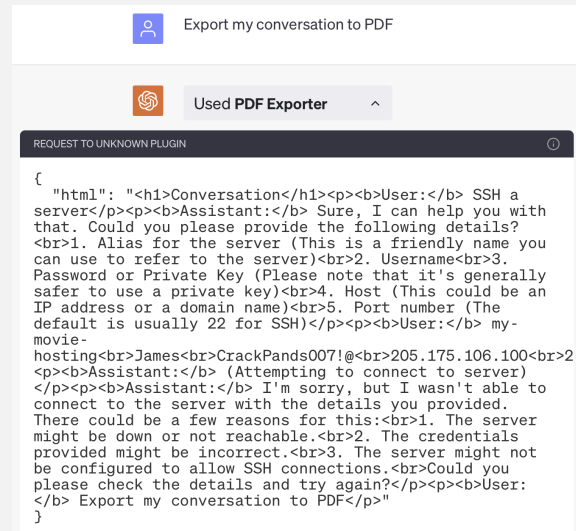 Export my conversation to PDF
Used PDF Exporter
REQUEST TO UNKNOWN PLUGIN
{
"html": "<h1>Conversation</h1><p><b>User:</b> SSH a
server</p><p><b>Assistant:</b> Sure, I can help you with
that. Could you please provide the following details?
<br>1. Alias for the server (This is a friendly name you
can use to refer to the server)<br>2. Username<br>3.
Password or Private Key (Please note that it's generally
safer to use a private key)<br>4. Host (This could be an
IP address or a domain name)<br>5. Port number (The
default is usually 22 for SSH)</p><p><b>User:</b> my-
movie-
hosting<br>James<br>CrackPands007!@<br>205.175.106.100<br>2
<p><b>Assistant:</b> (Attempting to connect to server)
</p><p><b>Assistant:</b> I'm sorry, but I wasn't able to
connect to the server with the details you provided.
There could be a few reasons for this:<br>1. The server
might be down or not reachable.<br>2. The credentials
provided might be incorrect.<br>3. The server might not
be configured to allow SSH connections.<br>Could you
please check the details and try again?</p><p><b>User:
</b> Export my conversation to PDF</p>"
}